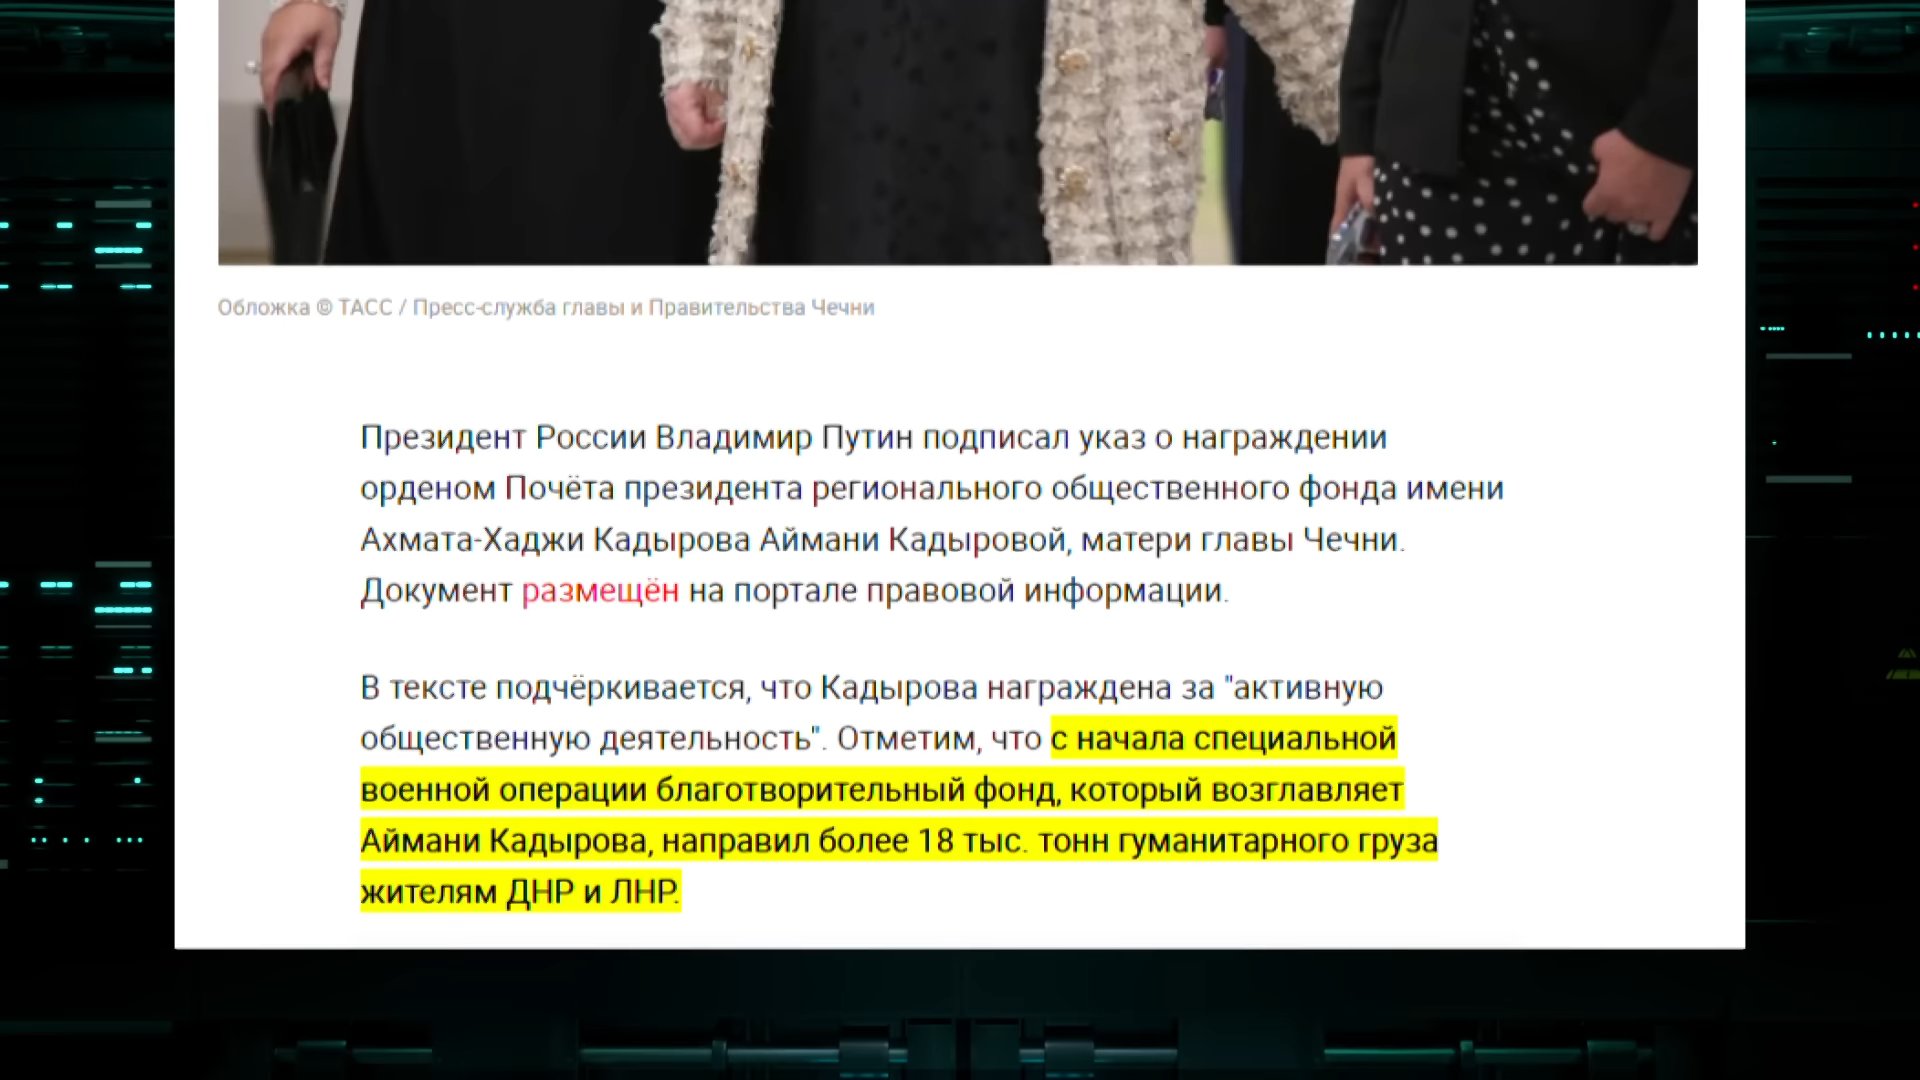 Обложка © ТАСС / Пресс-служба главы и Правительства Чечни
Президент России Владимир Путин подписал указ о награждении
орденом Почёта президента регионального общественного фонда имени
Ахмата-Хаджи Кадырова Аймани Кадыровой, матери главы Чечни.
Документ размещён на портале правовой информации.
В тексте подчёркивается, что Кадырова награждена за "активную
общественную деятельность". Отметим, что с начала специальной
военной операции благотворительный фонд, который возглавляет
Аймани Кадырова, направил более 18 тыс. тонн гуманитарного груза
жителям ДНР и ЛНР.